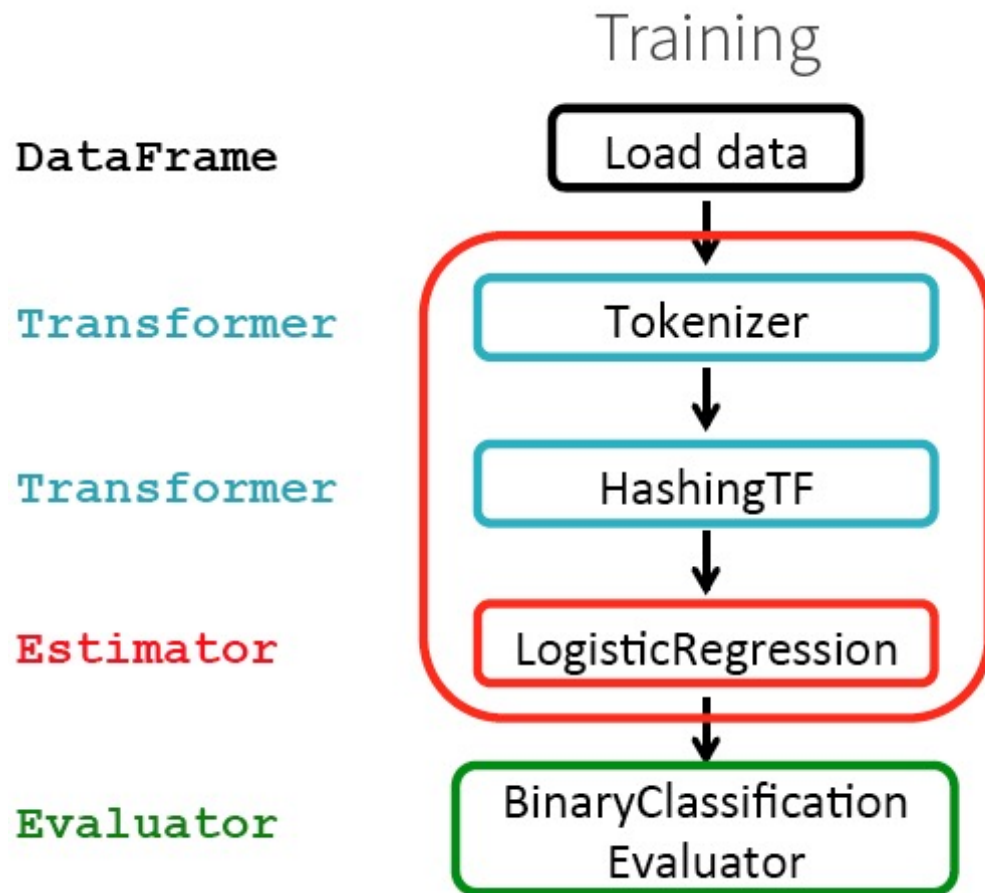 Training
DataFrame
Load data
Transformer
Tokenizer
Transformer
HashingTF
Estimator
LogisticRegression
Evaluator
BinaryClassification
Evaluator